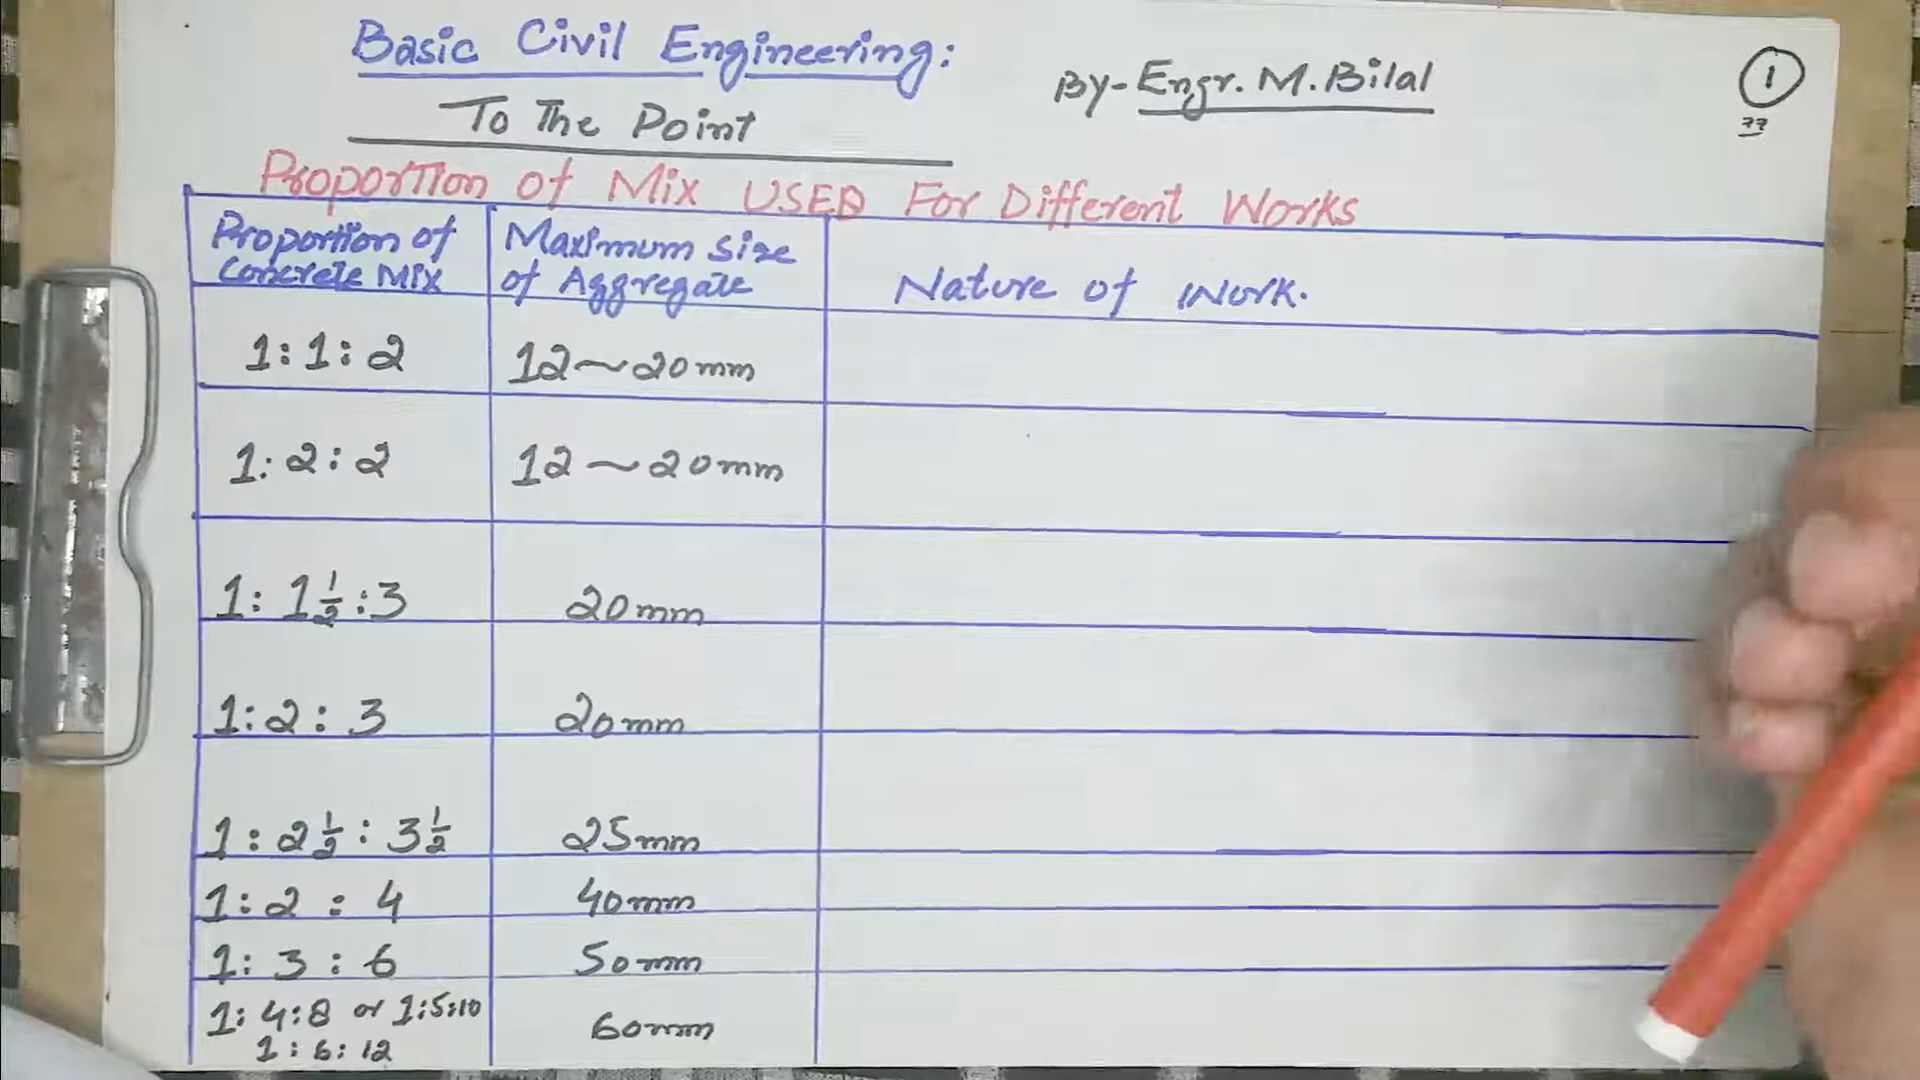 Basic Civil Engineering:
To The Point
By-Engr. M. Bilal
1
77
Proportion of Mix USED For Different Works
Proportion of
Concrete Mix
Maximum Size
of Aggregate
Nature of Work.
1:1:2
12~20mm
1:2:2
12~20mm
1:1½:3
20mm
1:2:3
20mm
1:2½:3½
25mm
1:2:4
40mm
1:3:6
50mm
1:4:8 or 1:5:10
1:6:12
60mm